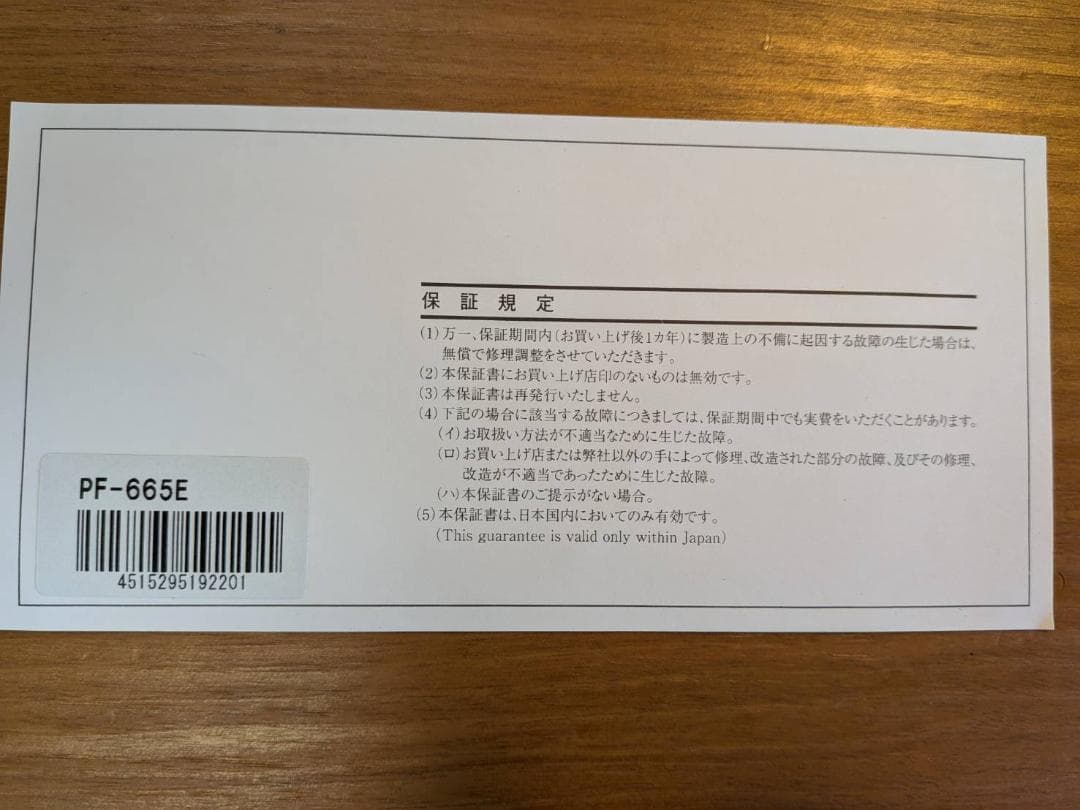 保証規定
(1)万一、保証期間内(お買い上げ後1カ年)に製造上の不備に起因する故障の生じた場合は、
無償で修理調整をさせていただきます。
(2)本保証書にお買い上げ店印のないものは無効です。
(3)本保証書は再発行いたしません。
(4)下記の場合に該当する故障につきましては、保証期間中でも実費をいただくことがあります。
(イ)お取扱い方法が不適当なために生じた故障。
(ロ)お買い上げ店または弊社以外の手によって修理、改造された部分の故障、及びその修理、
改造が不適当であったために生じた故障。
(ハ)本保証書のご提示がない場合。
(5)本保証書は、日本国内においてのみ有効です。
(This guarantee is valid only within Japan)
PF-665E
4515295192201